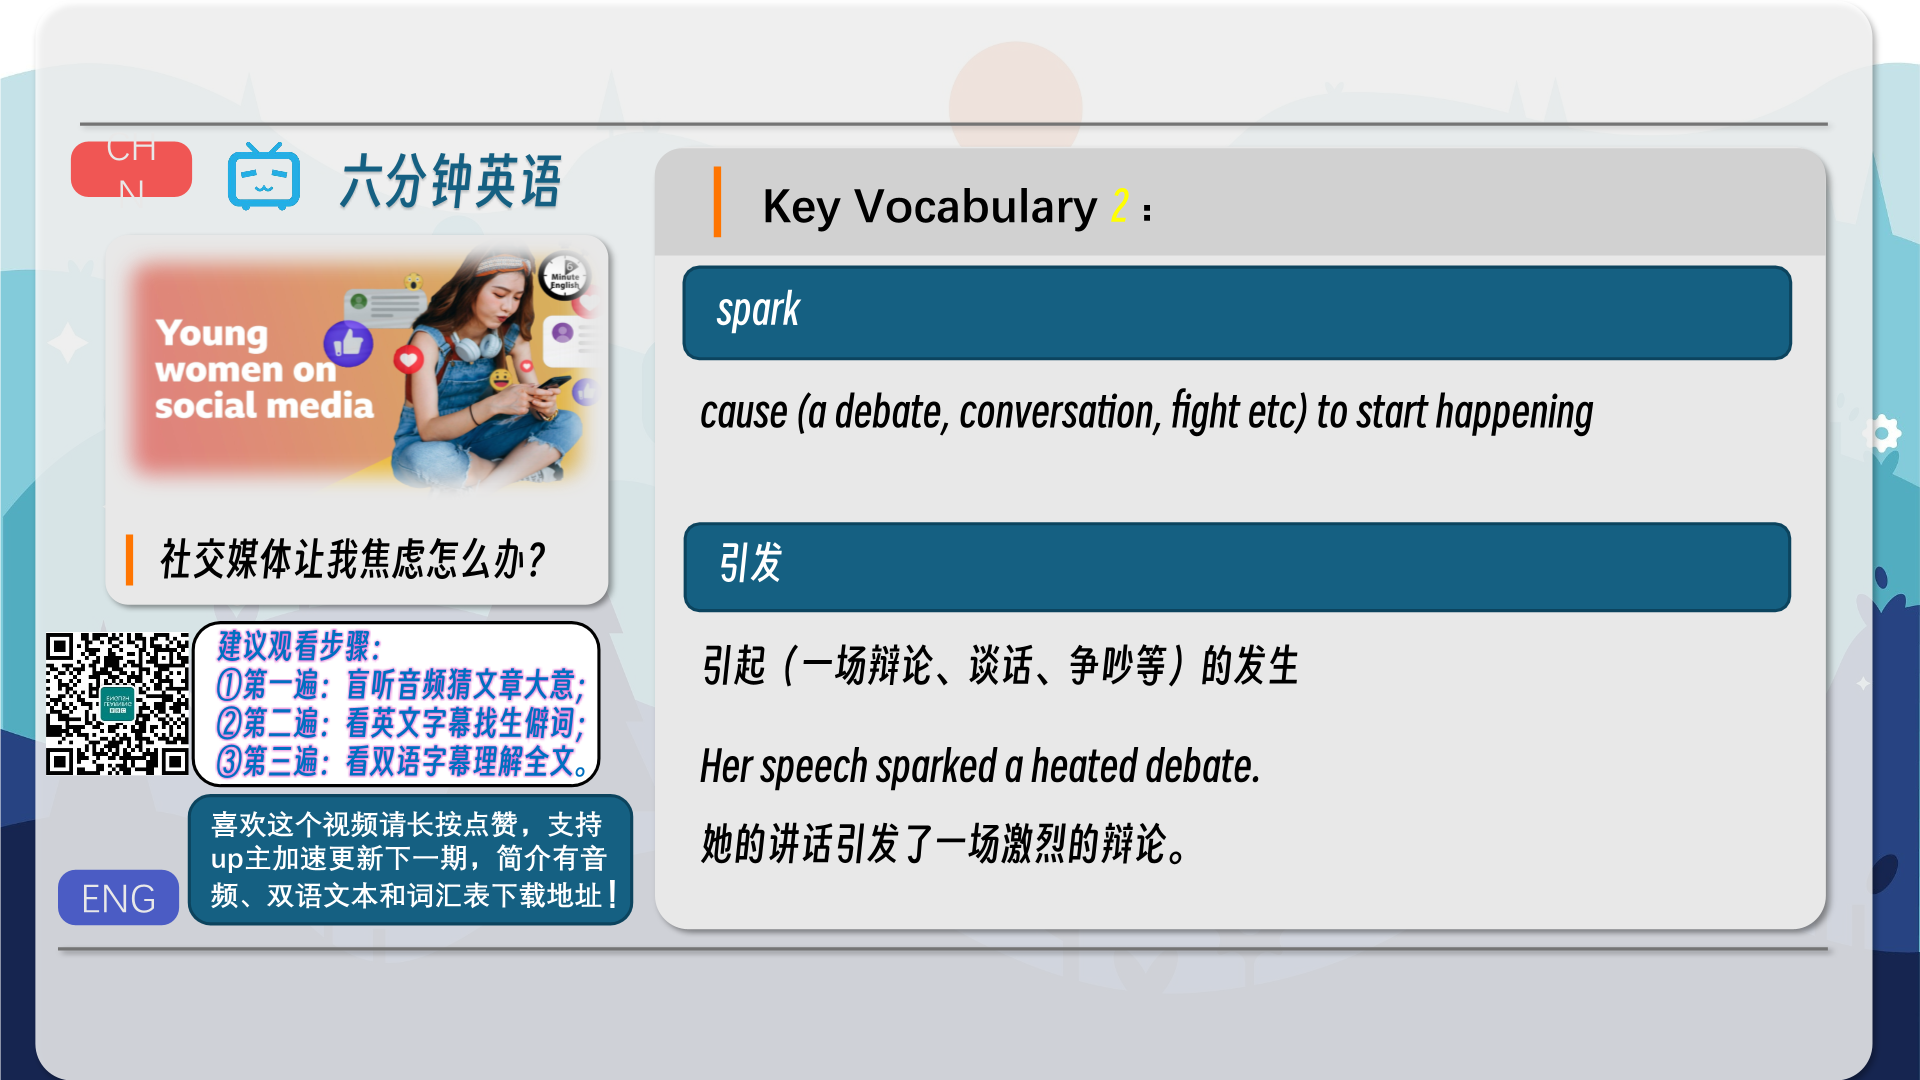 CH
N
六分钟英语
6
Minute
English
Young
women on
social media
社交媒体让我焦虑怎么办?
建议观看步骤:
①第一遍：盲听音频猜文章大意;
②第二遍：看英文字幕找生僻词;
③第三遍：看双语字幕理解全文。
喜欢这个视频请长按点赞，支持
up主加速更新下一期，简介有音
频、双语文本和词汇表下载地址！
ENG
Key Vocabulary 2：
spark
cause (a debate, conversation, fight etc) to start happening
引发
引起（一场辩论、谈话、争吵等）的发生
Her speech sparked a heated debate.
她的讲话引发了一场激烈的辩论。